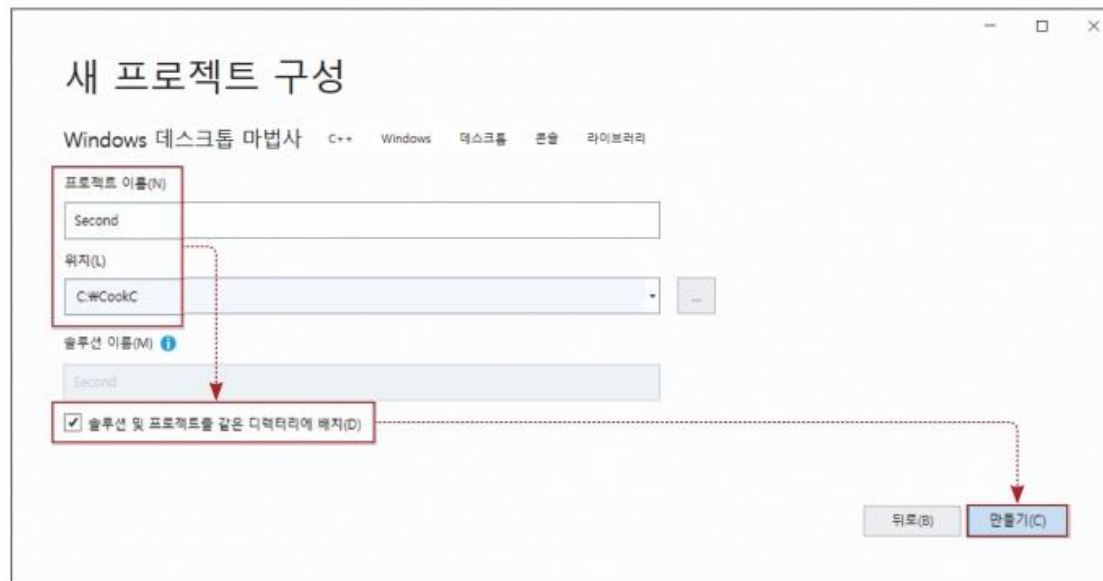 새 프로젝트 구성
Windows 데스크톱 마법사 C++ Windows 데스크톱 콘솔 라이브러리
프로젝트 이름(N)
Second
위치(L)
C:₩CookC
...
솔루션 이름(M)
Second
솔루션 및 프로젝트를 같은 디렉터리에 배치(D)
뒤로(B) 만들기(C)